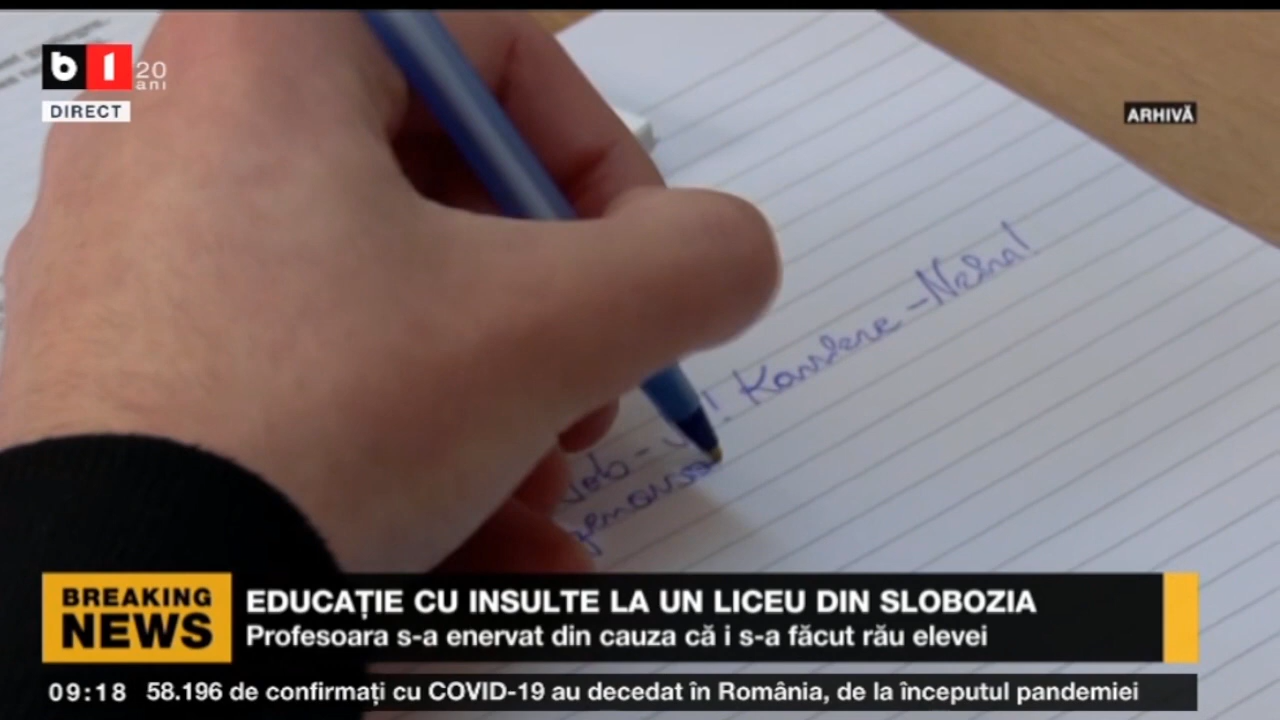 b1 20 ani
DIRECT
ARHIVĂ
BREAKING NEWS
EDUCAȚIE CU INSULTE LA UN LICEU DIN SLOBOZIA
Profesoara s-a enervat din cauza că i s-a făcut rău elevei
09:18 58.196 de confirmați cu COVID-19 au decedat în România, de la începutul pandemiei